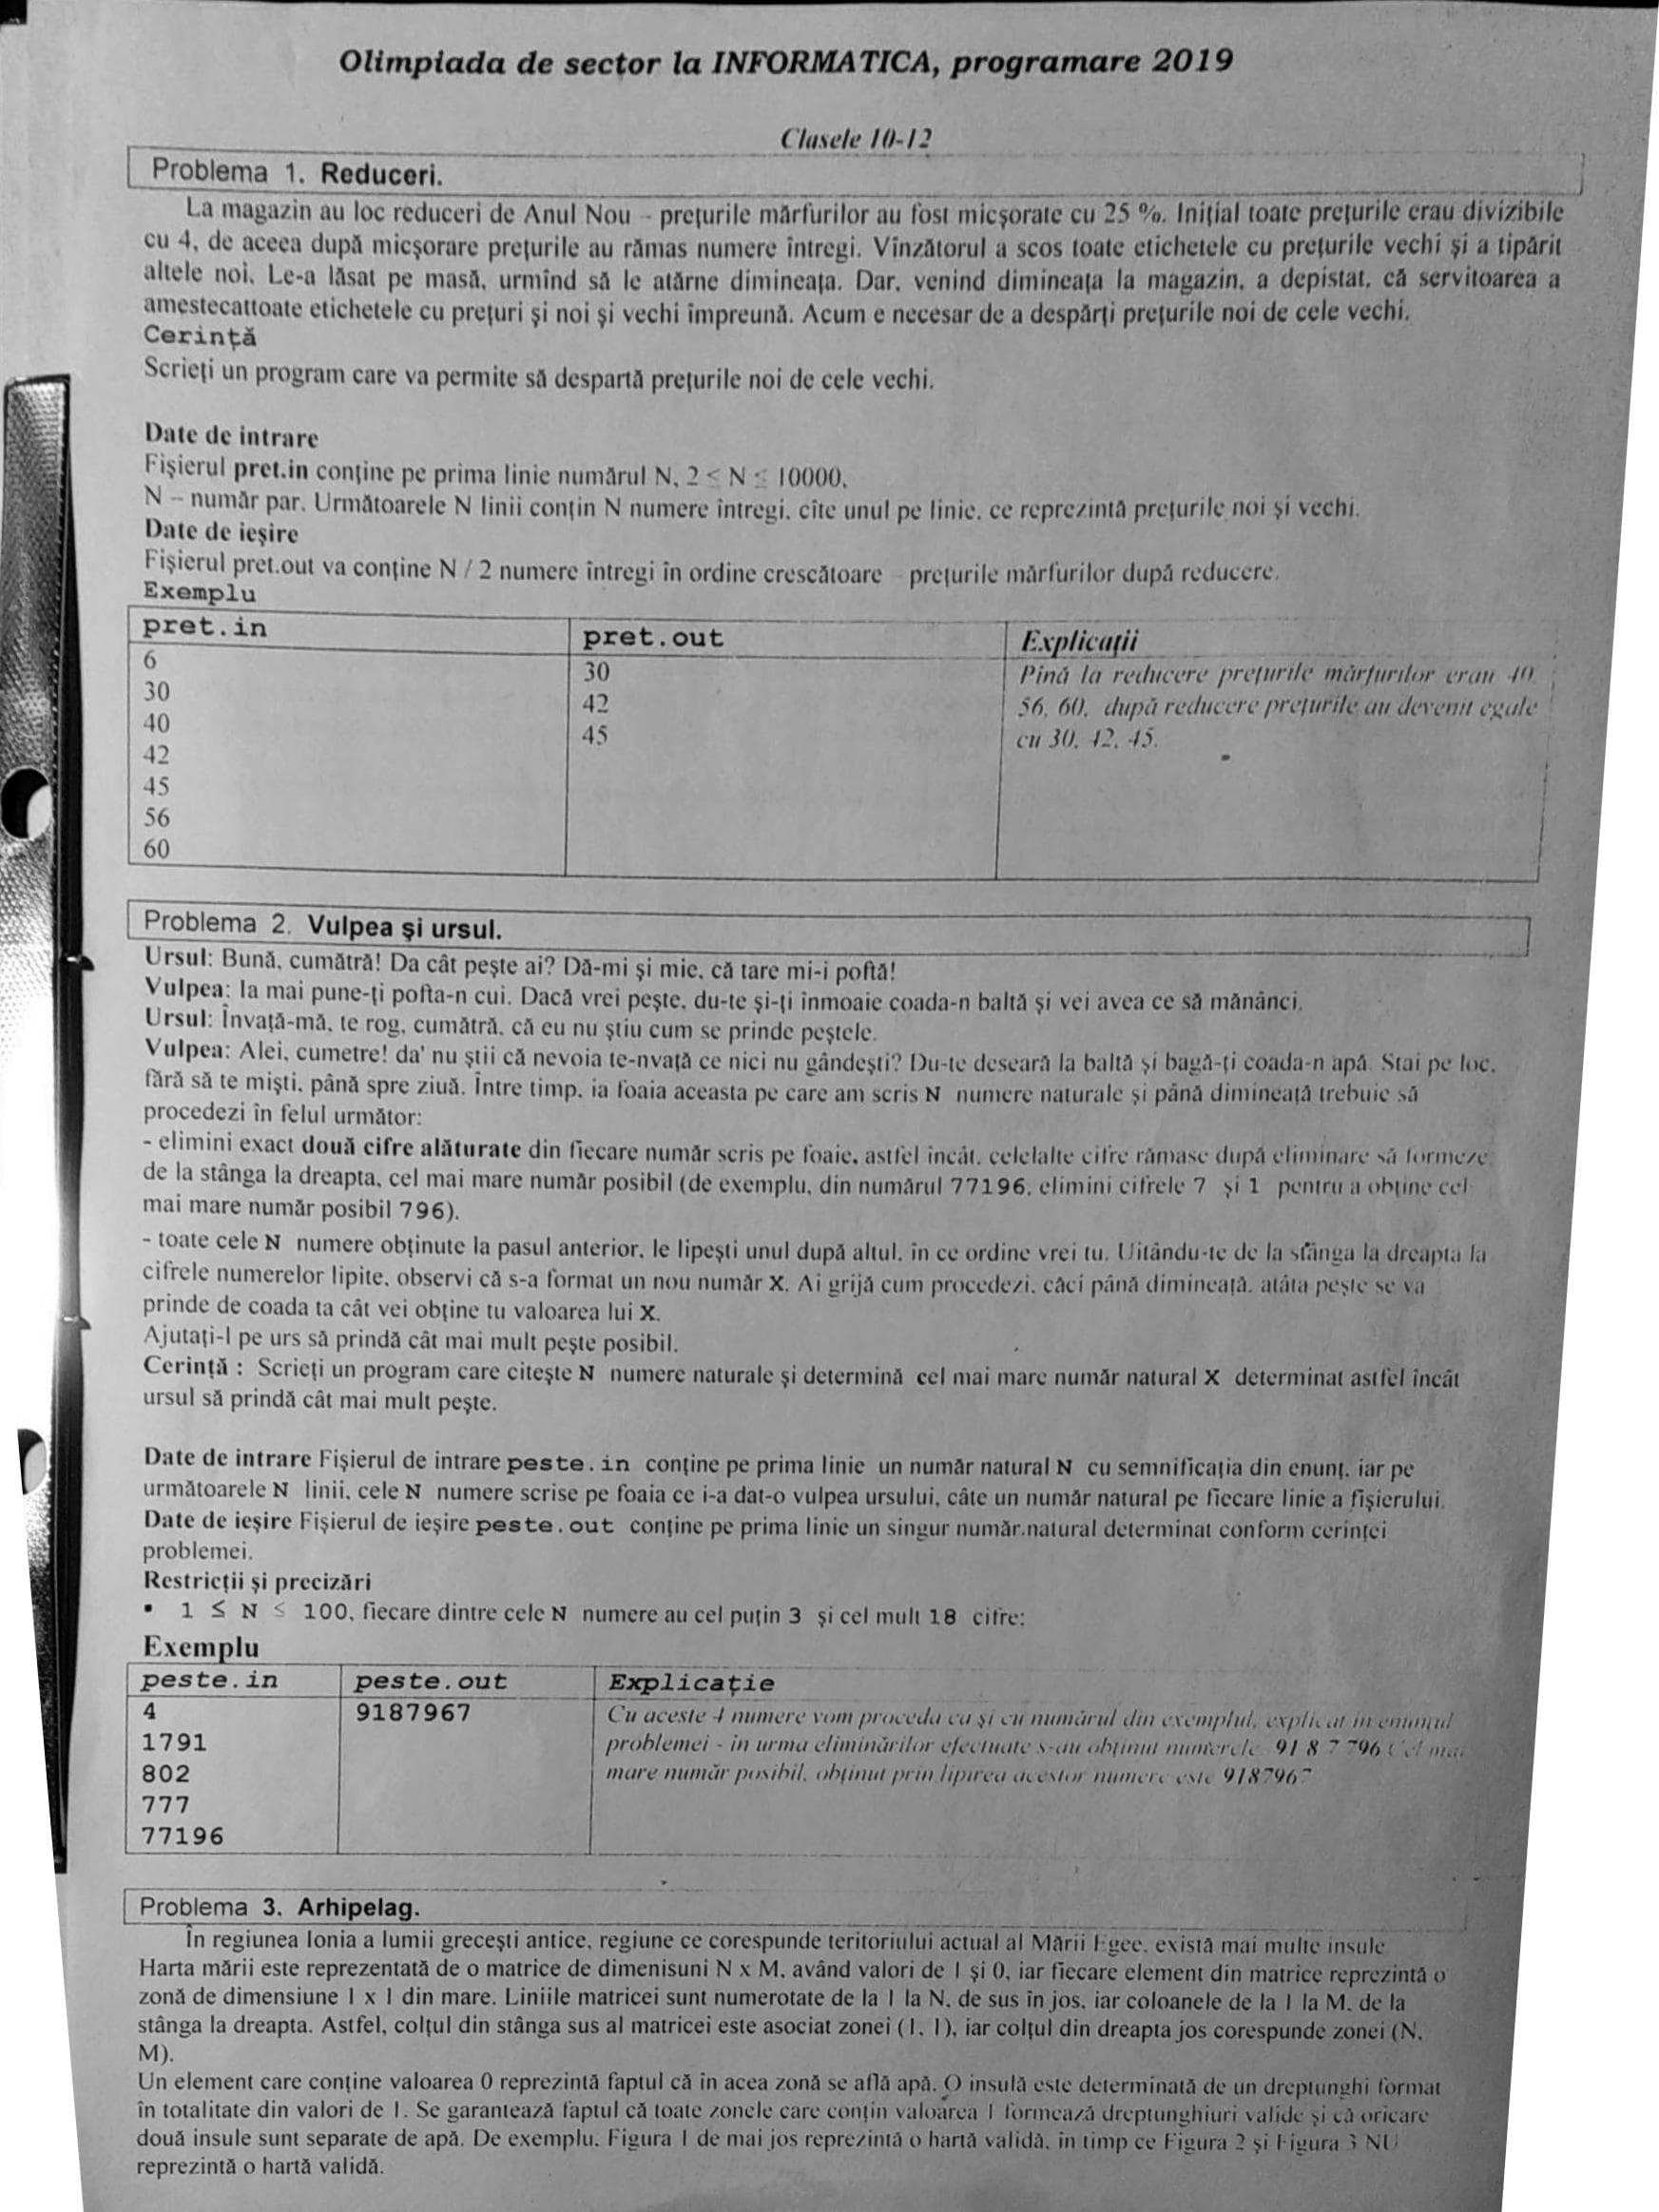 Olimpiada de sector la INFORMATICA, programare 2019
Clasele 10-12
Problema 1. Reduceri.
La magazin au loc reduceri de Anul Nou - prețurile mărfurilor au fost micșorate cu 25 %. Inițial toate prețurile erau divizibile
cu 4, de aceea după micșorare prețurile au rămas numere întregi. Vînzătorul a scos toate etichetele cu prețurile vechi și a tipărit
altele noi. Le-a lăsat pe masă, urmînd să le atârne dimineața. Dar, venind dimineața la magazin, a depistat, că servitoarea a
amestecattoate etichetele cu prețuri și noi și vechi împreună. Acum e necesar de a despărți prețurile noi de cele vechi.
Cerință
Scrieți un program care va permite să despartă prețurile noi de cele vechi.
Date de intrare
Fișierul pret.in conține pe prima linie numărul N, 2 ≤ N ≤ 10000,
N – număr par. Următoarele N linii conțin N numere întregi, cîte unul pe linie, ce reprezintă prețurile noi și vechi.
Date de ieșire
Fișierul pret.out va conține N / 2 numere întregi în ordine crescătoare – prețurile mărfurilor după reducere.
Exemplu
pret.in pret.out Explicații
6 30 Pină la reducere prețurile mărfurilor erau 40,
30 42 56, 60, după reducere prețurile au devenit egale
40 45 cu 30, 42, 45.
42
45
56
60
Problema 2. Vulpea și ursul.
Ursul: Bună, cumătră! Da cât pește ai? Dă-mi și mie, că tare mi-i poftă!
Vulpea: Ia mai pune-ți pofta-n cui. Dacă vrei pește, du-te și-ți inmoaie coada-n baltă și vei avea ce să mănânci.
Ursul: Învață-mă, te rog, cumătră, că eu nu știu cum se prinde peștele.
Vulpea: Alei, cumetre! da' nu știi că nevoia te-nvață ce nici nu gândești? Du-te deseară la baltă și bagă-ți coada-n apă. Stai pe loc,
fără să te miști, până spre ziuă. Între timp, ia foaia aceasta pe care am scris N numere naturale și până dimineață trebuie să
procedezi în felul următor:
- elimini exact două cifre alăturate din fiecare număr scris pe foaie, astfel încât, celelalte cifre rămase după eliminare să formeze,
de la stânga la dreapta, cel mai mare număr posibil (de exemplu, din numărul 77196, elimini cifrele 7 și 1 pentru a obține cel
mai mare număr posibil 796).
- toate cele N numere obținute la pasul anterior, le lipești unul după altul, în ce ordine vrei tu. Uitându-te de la stânga la dreapta la
cifrele numerelor lipite, observi că s-a format un nou număr X. Ai grijă cum procedezi, căci până dimineață, atâta pește se va
prinde de coada ta cât vei obține tu valoarea lui X.
Ajutați-l pe urs să prindă cât mai mult pește posibil.
Cerință : Scrieți un program care citește N numere naturale și determină cel mai mare număr natural X determinat astfel încât
ursul să prindă cât mai mult pește.
Date de intrare Fișierul de intrare peste.in conține pe prima linie un număr natural N cu semnificația din enunț, iar pe
următoarele N linii, cele N numere scrise pe foaia ce i-a dat-o vulpea ursului, câte un număr natural pe fiecare linie a fișierului.
Date de ieșire Fișierul de ieșire peste.out conține pe prima linie un singur număr.natural determinat conform cerinței
problemei.
Restricții și precizări
▪ 1 ≤ N ≤ 100, fiecare dintre cele N numere au cel puțin 3 și cel mult 18 cifre;
Exemplu
peste.in peste.out Explicație
4 9187967 Cu aceste 4 numere vom proceda ca și cu numărul din exemplul, explicat în enunțul
1791 problemei - in urma eliminărilor efectuate s-au obținut numerele 91 8 7 796 Cel mai
802 mare număr posibil, obținut prin lipirea acestor numere este 9187967
777
77196
Problema 3. Arhipelag.
În regiunea Ionia a lumii grecești antice, regiune ce corespunde teritoriului actual al Mării Egee, există mai multe insule.
Harta mării este reprezentată de o matrice de dimenisuni N x M, având valori de 1 și 0, iar fiecare element din matrice reprezintă o
zonă de dimensiune 1 x 1 din mare. Liniile matricei sunt numerotate de la 1 la N, de sus în jos, iar coloanele de la 1 la M, de la
stânga la dreapta. Astfel, colțul din stânga sus al matricei este asociat zonei (1, 1), iar colțul din dreapta jos corespunde zonei (N,
M).
Un element care conține valoarea 0 reprezintă faptul că în acea zonă se află apă. O insulă este determinată de un dreptunghi format
în totalitate din valori de 1. Se garantează faptul că toate zonele care conțin valoarea 1 formează dreptunghiuri valide și că oricare
două insule sunt separate de apă. De exemplu, Figura 1 de mai jos reprezintă o hartă validă, în timp ce Figura 2 și Figura 3 NU
reprezintă o hartă validă.